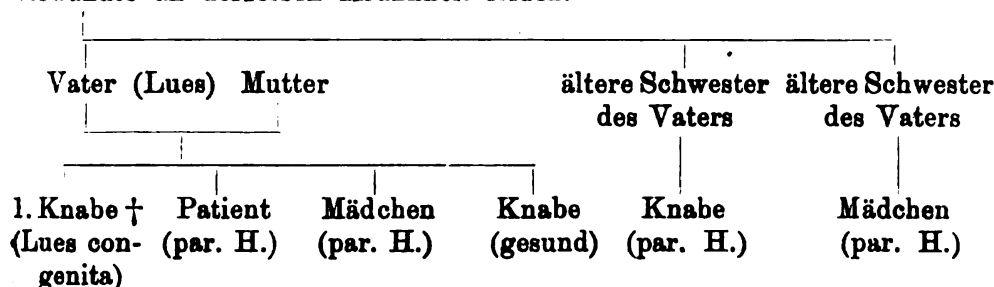 Vater (Lues) Mutter ältere Schwester ältere Schwester
des Vaters des Vaters
1. Knabe † Patient Mädchen Knabe Knabe Mädchen
(Lues con- (par. H.) (par. H.) (gesund) (par. H.) (par. H.)
genita)